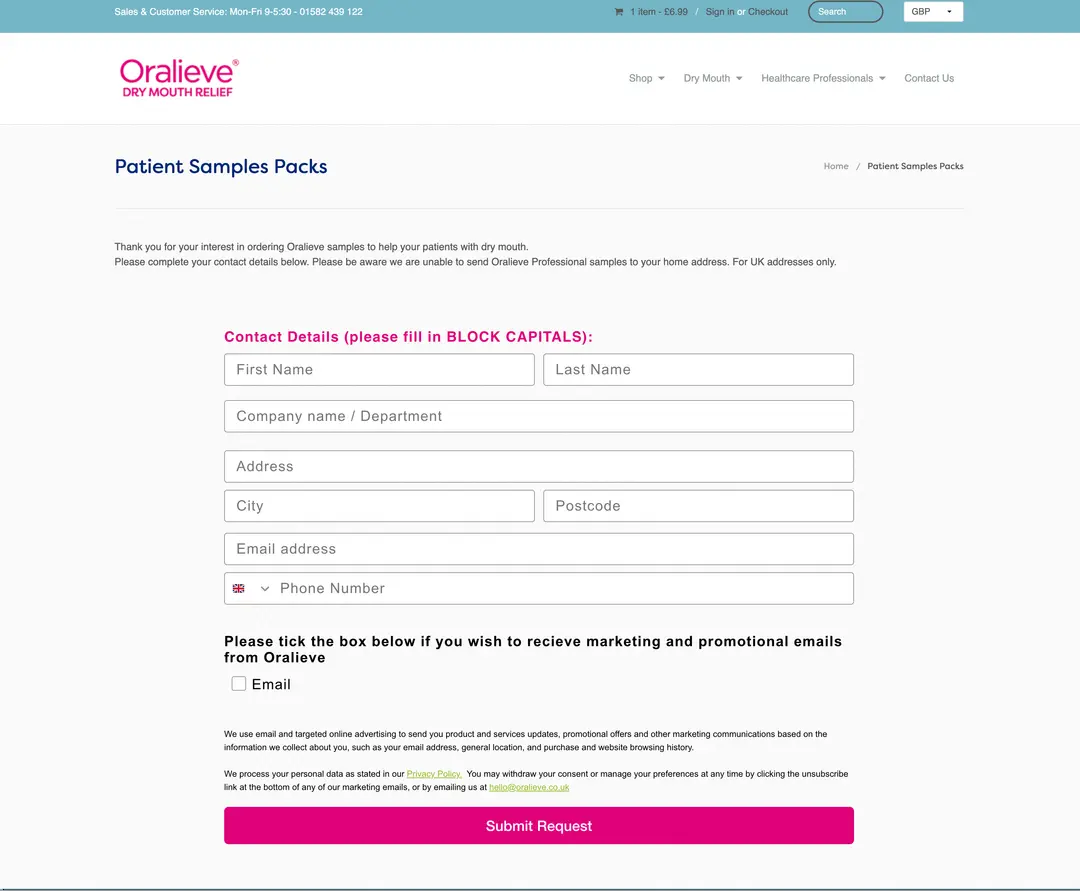 Sales & Customer Service: Mon-Fri 9-5:30 - 01582 439 122
1 item - £6.99 / Sign in or Checkout
Search
GBP
Oralieve®
DRY MOUTH RELIEF
Shop
Dry Mouth
Healthcare Professionals
Contact Us
Patient Samples Packs
Home / Patient Samples Packs
Thank you for your interest in ordering Oralieve samples to help your patients with dry mouth.
Please complete your contact details below. Please be aware we are unable to send Oralieve Professional samples to your home address. For UK addresses only.
Contact Details (please fill in BLOCK CAPITALS):
First Name
Last Name
Company name / Department
Address
City
Postcode
Email address
Phone Number
Please tick the box below if you wish to recieve marketing and promotional emails
from Oralieve
Email
We use email and targeted online advertising to send you product and services updates, promotional offers and other marketing communications based on the
information we collect about you, such as your email address, general location, and purchase and website browsing history.
We process your personal data as stated in our Privacy Policy. You may withdraw your consent or manage your preferences at any time by clicking the unsubscribe
link at the bottom of any of our marketing emails, or by emailing us at hello@oralieve.co.uk
Submit Request